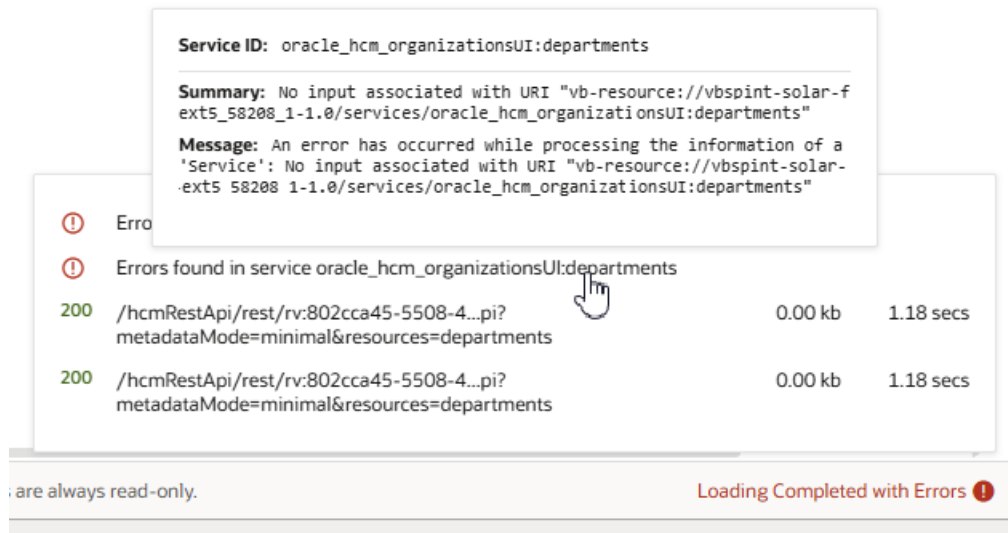 Service ID: oracle_hcm_organizationsUI:departments
Summary: No input associated with URI "vb-resource://vbspint-solar-f
ext5_58208_1-1.0/services/oracle_hcm_organizationsUI:departments"
Message: An error has occurred while processing the information of a
'Service': No input associated with URI "vb-resource://vbspint-solar-
ext5 58208 1-1.0/services/oracle_hcm_organizationsUI:departments"
Erro
Errors found in service oracle_hcm_organizationsUI:departments
200 /hcmRestApi/rest/rv:802cca45-5508-4...pi? 0.00 kb 1.18 secs
metadataMode=minimal&resources=departments
200 /hcmRestApi/rest/rv:802cca45-5508-4...pi? 0.00 kb 1.18 secs
metadataMode=minimal&resources=departments
are always read-only. Loading Completed with Errors